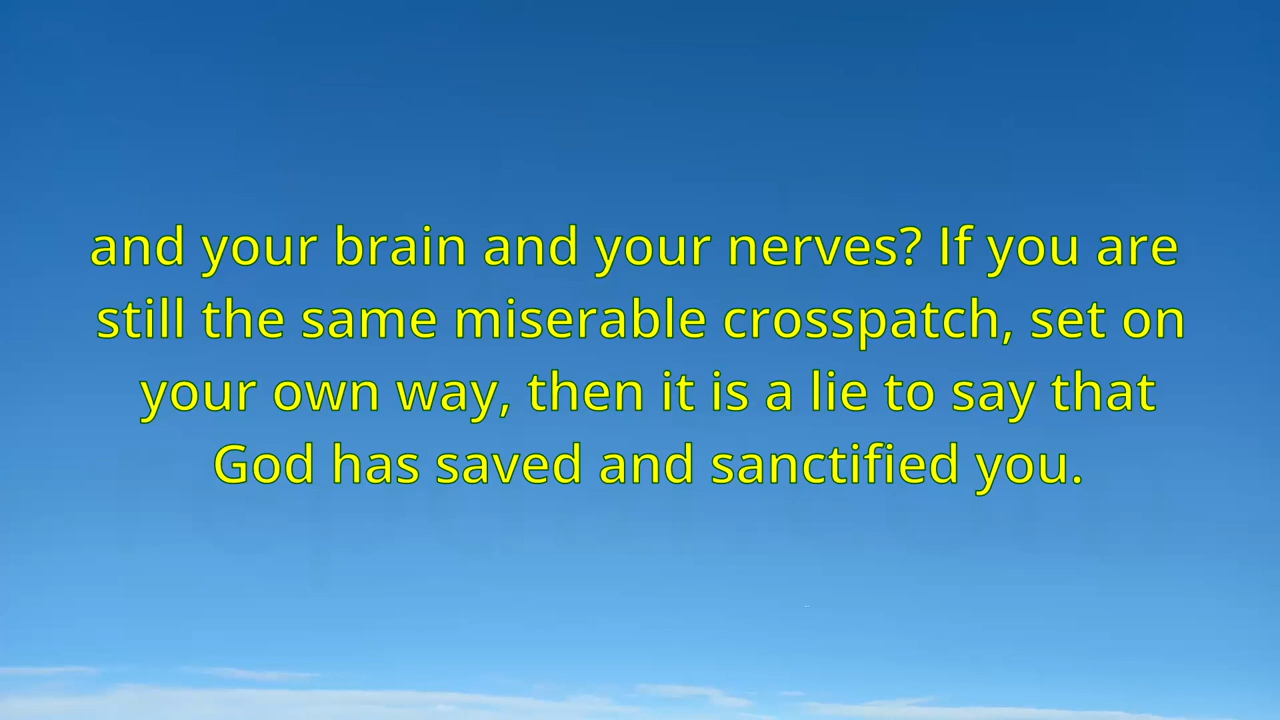 and your brain and your nerves? If you are
still the same miserable crosspatch, set on
your own way, then it is a lie to say that
God has saved and sanctified you.